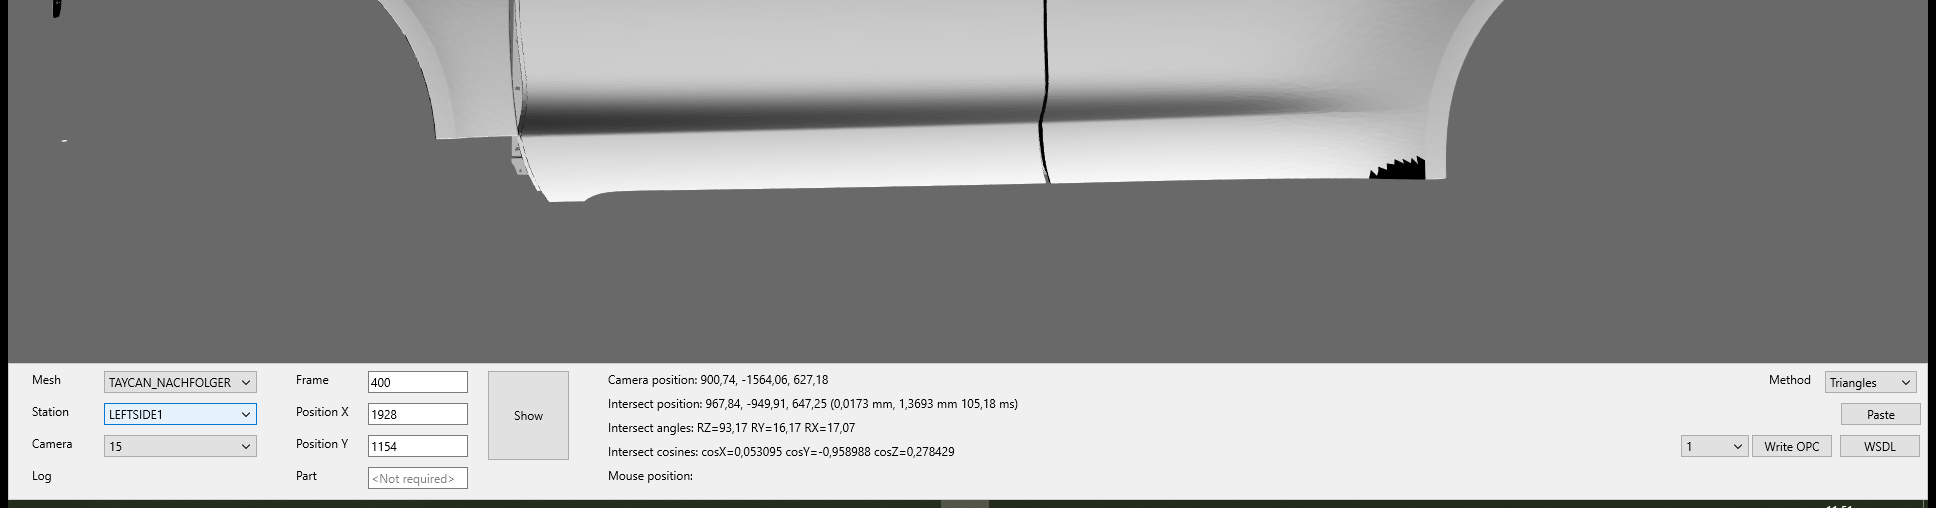 Mesh TAYCAN_NACHFOLGER Frame 400 Camera position: 900,74, -1564,06, 627,18 Method Triangles
Station LEFTSIDE1 Position X 1928 Show Intersect position: 967,84, -949,91, 647,25 (0,0173 mm, 1,3693 mm 105,18 ms) Paste
Intersect angles: RZ=93,17 RY=16,17 RX=17,07
Camera 15 Position Y 1154 Intersect cosines: cosX=0,053095 cosY=-0,958988 cosZ=0,278429 1 Write OPC WSDL
Log Part <Not required> Mouse position: